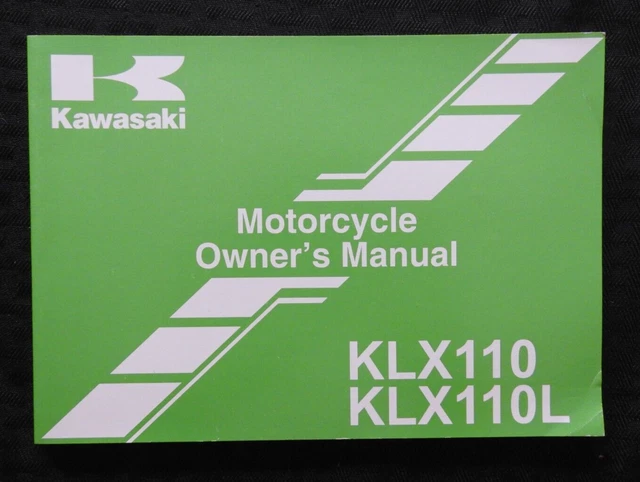 Kawasaki
Motorcycle
Owner's Manual
KLX110
KLX110L